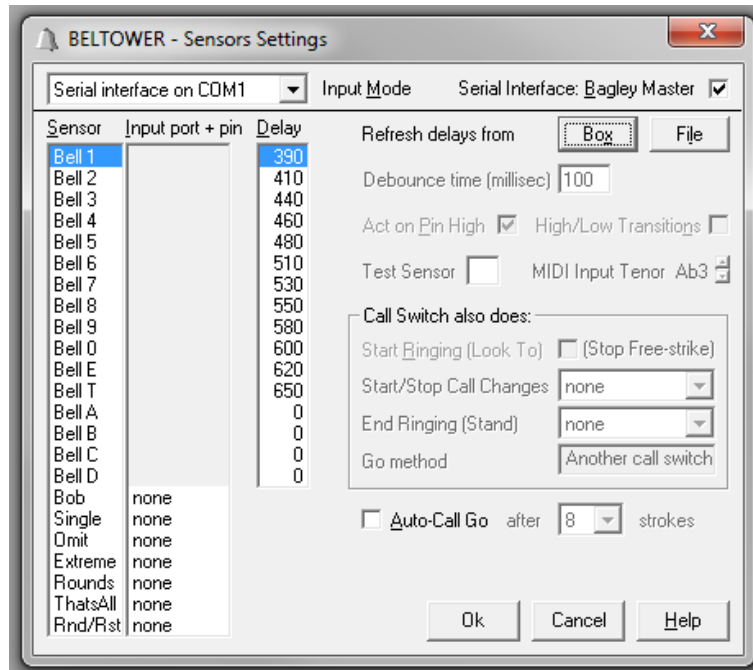 BELTOWER - Sensors Settings
Serial interface on COM1 Input Mode Serial Interface: Bagley Master
Sensor Input port + pin Delay Refresh delays from Box File
Bell 1 390
Bell 2 410
Bell 3 440
Bell 4 460
Bell 5 480
Bell 6 510
Bell 7 530
Bell 8 550
Bell 9 580
Bell 0 600
Bell E 620
Bell T 650
Bell A 0
Bell B 0
Bell C 0
Bell D 0
Bob none
Single none
Omit none
Extreme none
Rounds none
ThatsAll none
Rnd/Rst none
Debounce time (millisec) 100
Act on Pin High High/Low Transitions
Test Sensor MIDI Input Tenor Ab3
Call Switch also does:
Start Ringing (Look To) (Stop Free-strike)
Start/Stop Call Changes none
End Ringing (Stand) none
Go method Another call switch
Auto-Call Go after 8 strokes
Ok Cancel Help